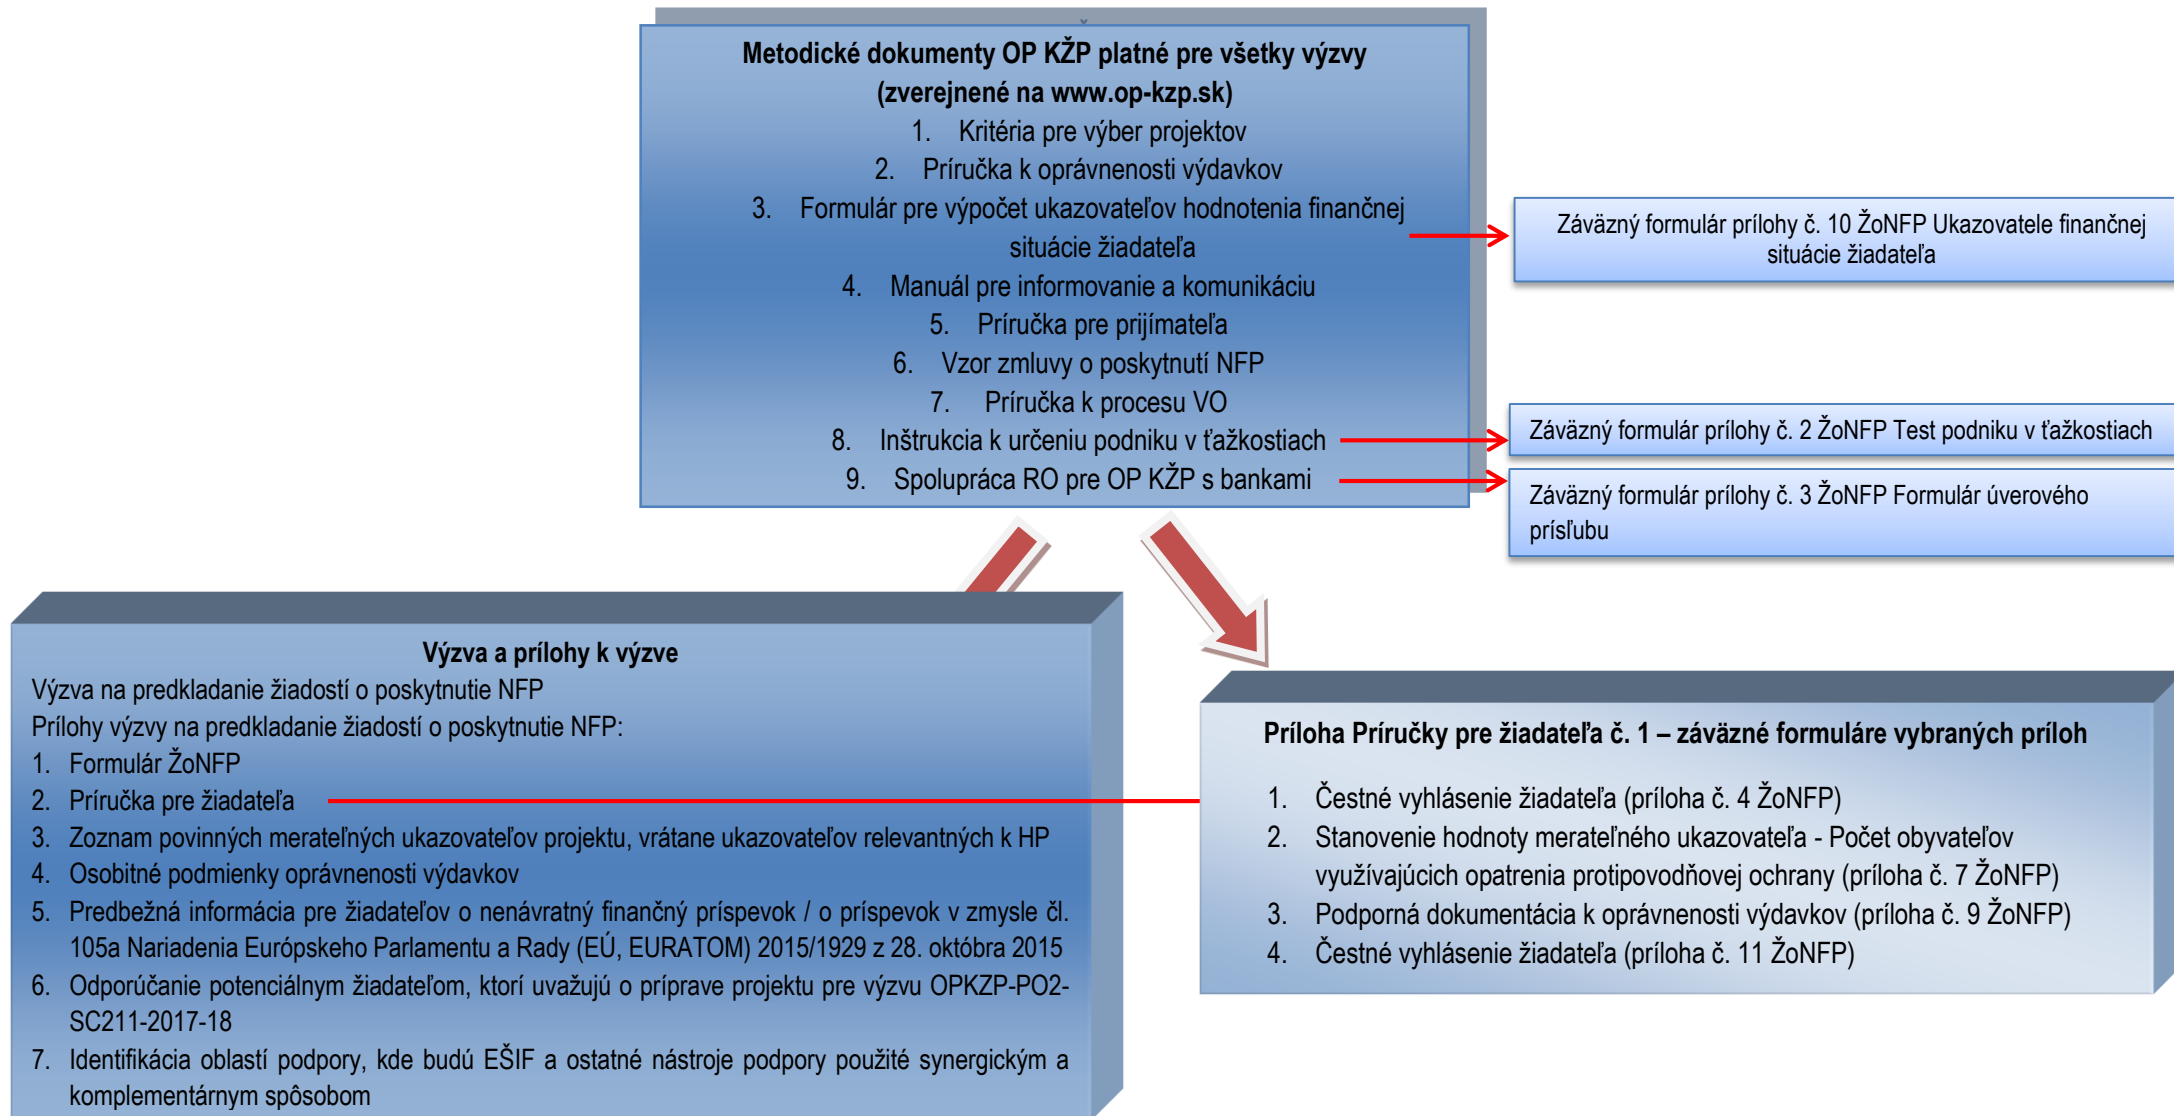 Metodické dokumenty OP KŽP platné pre všetky výzvy
(zverejnené na www.op-kzp.sk)
1. Kritéria pre výber projektov
2. Príručka k oprávnenosti výdavkov
3. Formulár pre výpočet ukazovateľov hodnotenia finančnej
situácie žiadateľa
4. Manuál pre informovanie a komunikáciu
5. Príručka pre prijímateľa
6. Vzor zmluvy o poskytnutí NFP
7. Príručka k procesu VO
8. Inštrukcia k určeniu podniku v ťažkostiach
9. Spolupráca RO pre OP KŽP s bankami
Záväzný formulár prílohy č. 10 ŽoNFP Ukazovatele finančnej
situácie žiadateľa
Záväzný formulár prílohy č. 2 ŽoNFP Test podniku v ťažkostiach
Záväzný formulár prílohy č. 3 ŽoNFP Formulár úverového
prísľubu
Výzva a prílohy k výzve
Výzva na predkladanie žiadostí o poskytnutie NFP
Prílohy výzvy na predkladanie žiadostí o poskytnutie NFP:
1. Formulár ŽoNFP
2. Príručka pre žiadateľa
3. Zoznam povinných merateľných ukazovateľov projektu, vrátane ukazovateľov relevantných k HP
4. Osobitné podmienky oprávnenosti výdavkov
5. Predbežná informácia pre žiadateľov o nenávratný finančný príspevok / o príspevok v zmysle čl.
105a Nariadenia Európskeho Parlamentu a Rady (EÚ, EURATOM) 2015/1929 z 28. októbra 2015
6. Odporúčanie potenciálnym žiadateľom, ktorí uvažujú o príprave projektu pre výzvu OPKZP-PO2-
SC211-2017-18
7. Identifikácia oblastí podpory, kde budú EŠIF a ostatné nástroje podpory použité synergickým a
komplementárnym spôsobom
Príloha Príručky pre žiadateľa č. 1 – záväzné formuláre vybraných príloh
1. Čestné vyhlásenie žiadateľa (príloha č. 4 ŽoNFP)
2. Stanovenie hodnoty merateľného ukazovateľa - Počet obyvateľov
využívajúcich opatrenia protipovodňovej ochrany (príloha č. 7 ŽoNFP)
3. Podporná dokumentácia k oprávnenosti výdavkov (príloha č. 9 ŽoNFP)
4. Čestné vyhlásenie žiadateľa (príloha č. 11 ŽoNFP)